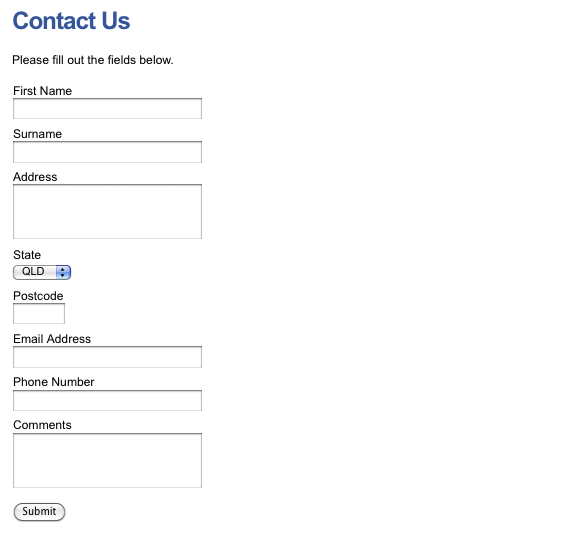 Contact Us
Please fill out the fields below.
First Name
Surname
Address
State
QLD
Postcode
Email Address
Phone Number
Comments
Submit